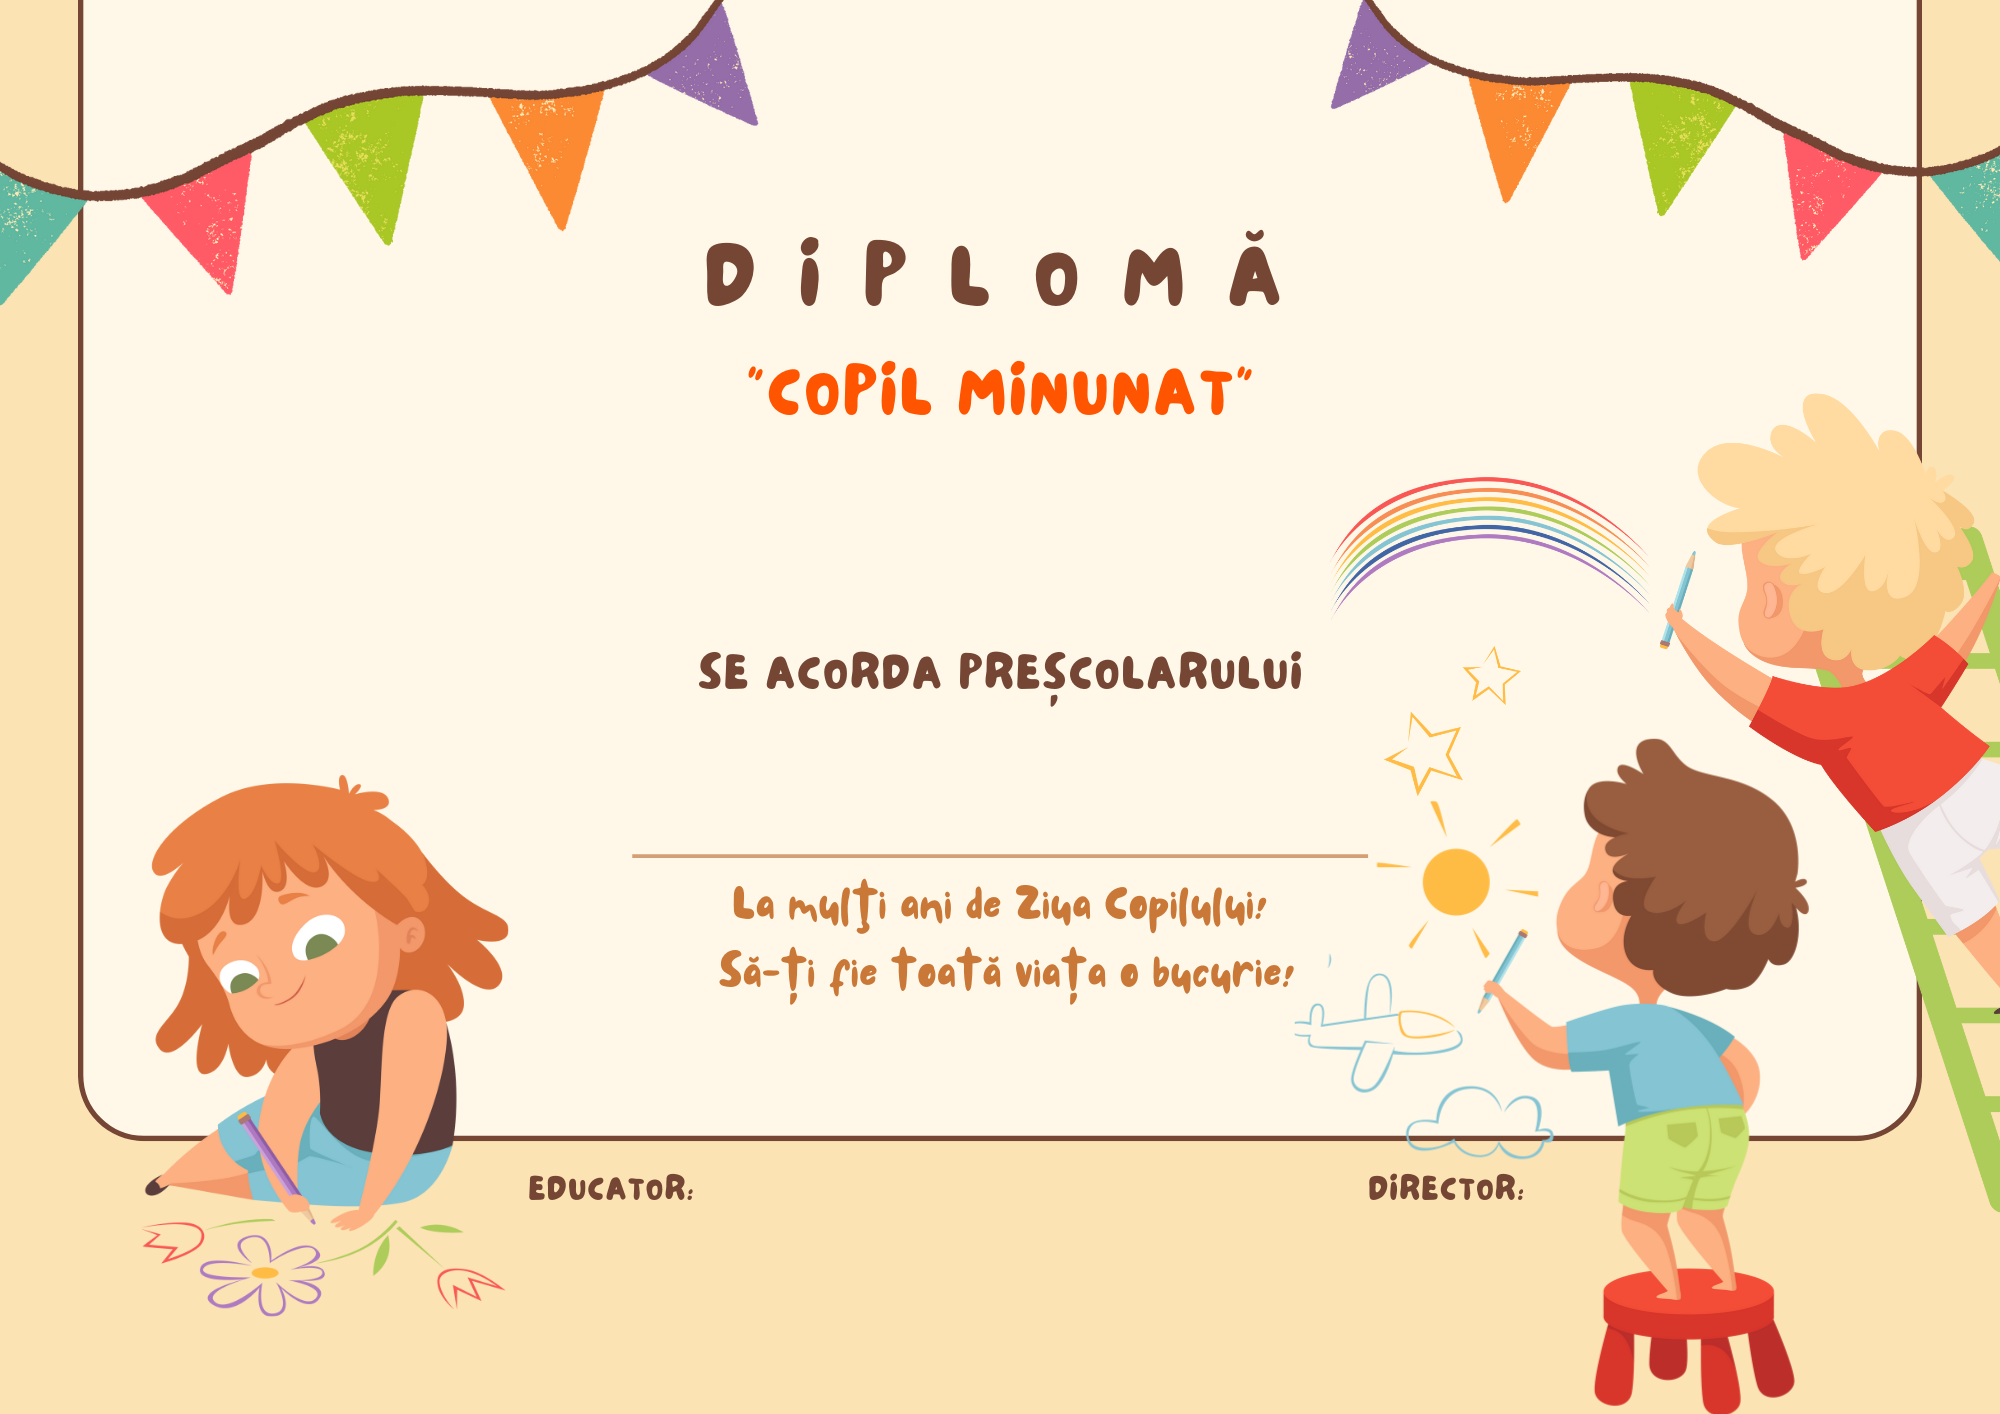 DIPLOMĂ
"COPIL MINUNAT"
SE ACORDA PREȘCOLARULUI
La mulți ani de Ziua Copilului!
Să-ți fie toată viața o bucurie!
EDUCATOR:
DIRECTOR: